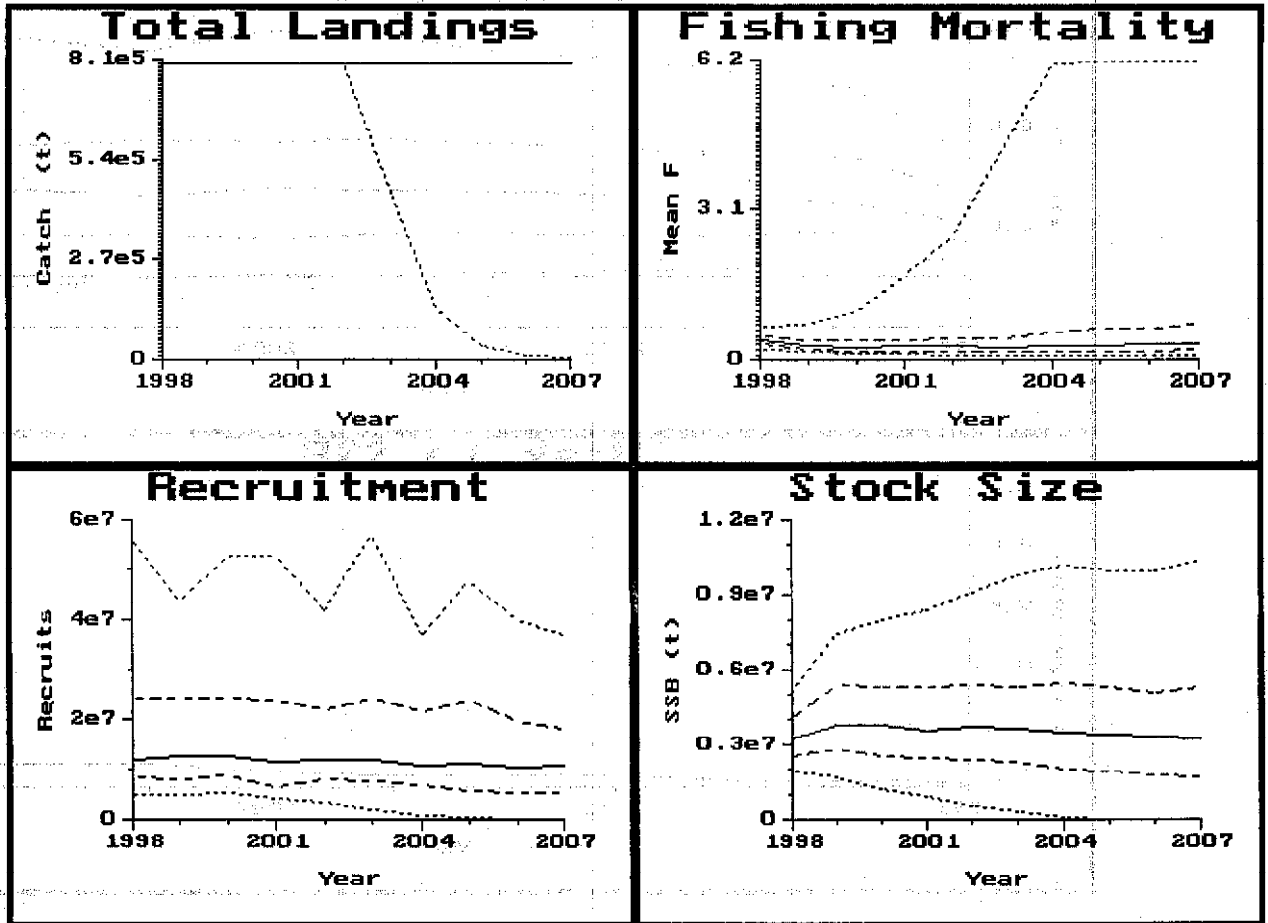 Total Landings
8.1e5
5.4e5
2.7e5
0
Catch (t)
1998 2001 2004 2007
Year
Fishing Mortality
6.2
3.1
0
Mean F
1998 2001 2004 2007
Year
Recruitment
6e7
4e7
2e7
0
Recruits
1998 2001 2004 2007
Year
Stock Size
1.2e7
0.9e7
0.6e7
0.3e7
0
SSB (t)
1998 2001 2004 2007
Year